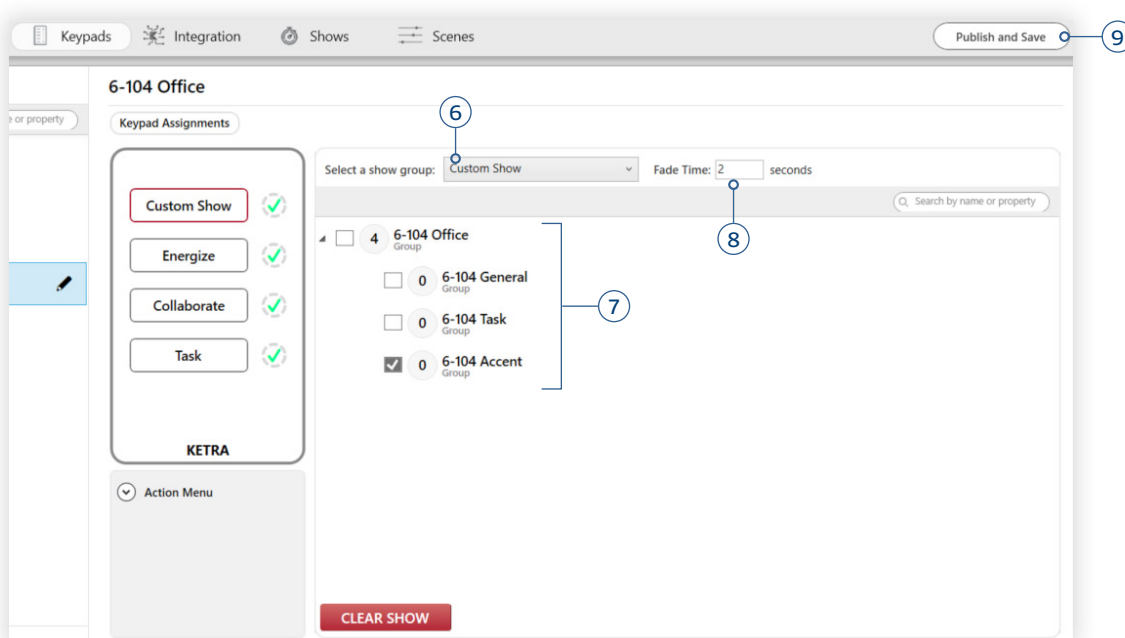 Keypads Integration Shows Scenes Publish and Save 9
6-104 Office
e or property
Keypad Assignments
6
Select a show group: Custom Show Fade Time: 2 seconds
Search by name or property
8
Custom Show
Energize
Collaborate
Task
KETRA
Action Menu
4 6-104 Office
Group
0 6-104 General
Group
0 6-104 Task
Group
0 6-104 Accent
Group
7
CLEAR SHOW